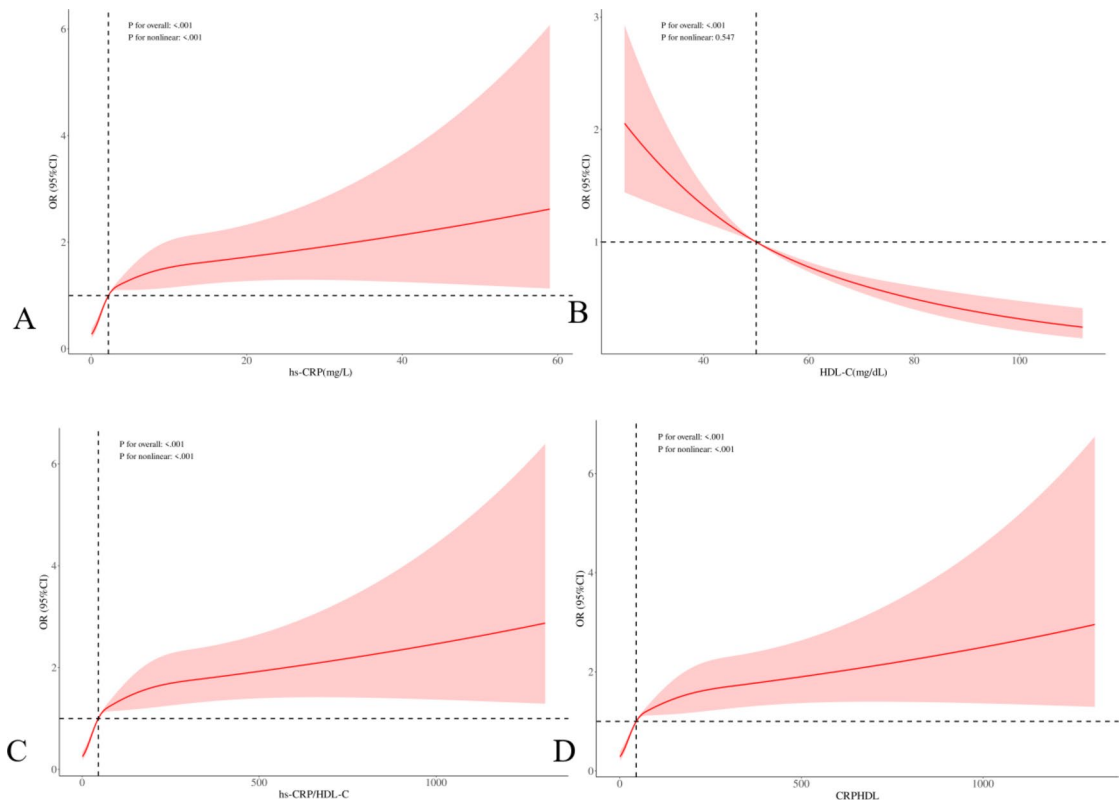 P for overall: <.001
P for nonlinear: <.001
6
4
2
0
OR (95%CI)
0
20
40
60
hs-CRP(mg/L)
A
P for overall: <.001
P for nonlinear: 0.547
3
2
1
OR (95%CI)
40
60
80
100
HDL-C(mg/dL)
B
P for overall: <.001
P for nonlinear: <.001
6
4
2
0
OR (95%CI)
0
500
1000
hs-CRP/HDL-C
C
P for overall: <.001
P for nonlinear: <.001
6
4
2
0
OR (95%CI)
0
500
1000
CRPHDL
D